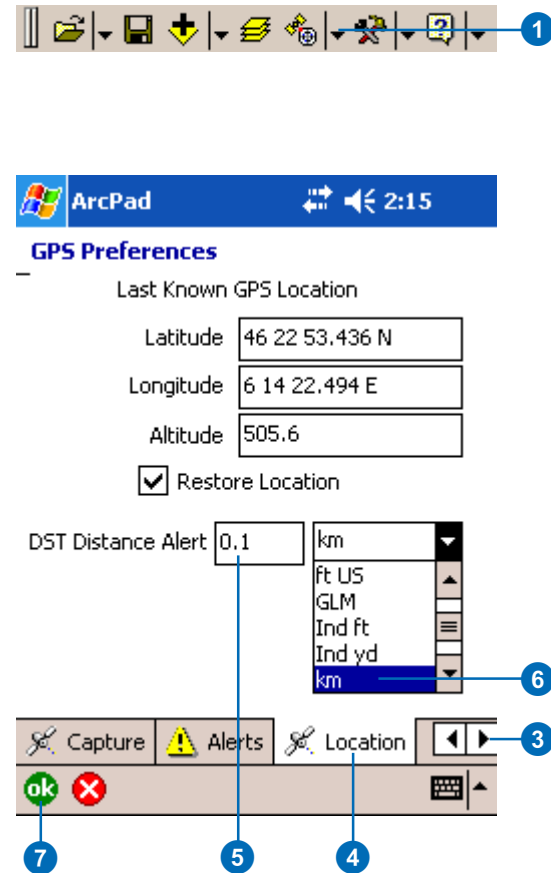 1
ArcPad 2:15
GPS Preferences
Last Known GPS Location
Latitude 46 22 53.436 N
Longitude 6 14 22.494 E
Altitude 505.6
Restore Location
DST Distance Alert 0.1 km
ft US
GLM
Ind ft
Ind yd
km 6
Capture Alerts Location 3
ok
7 5 4